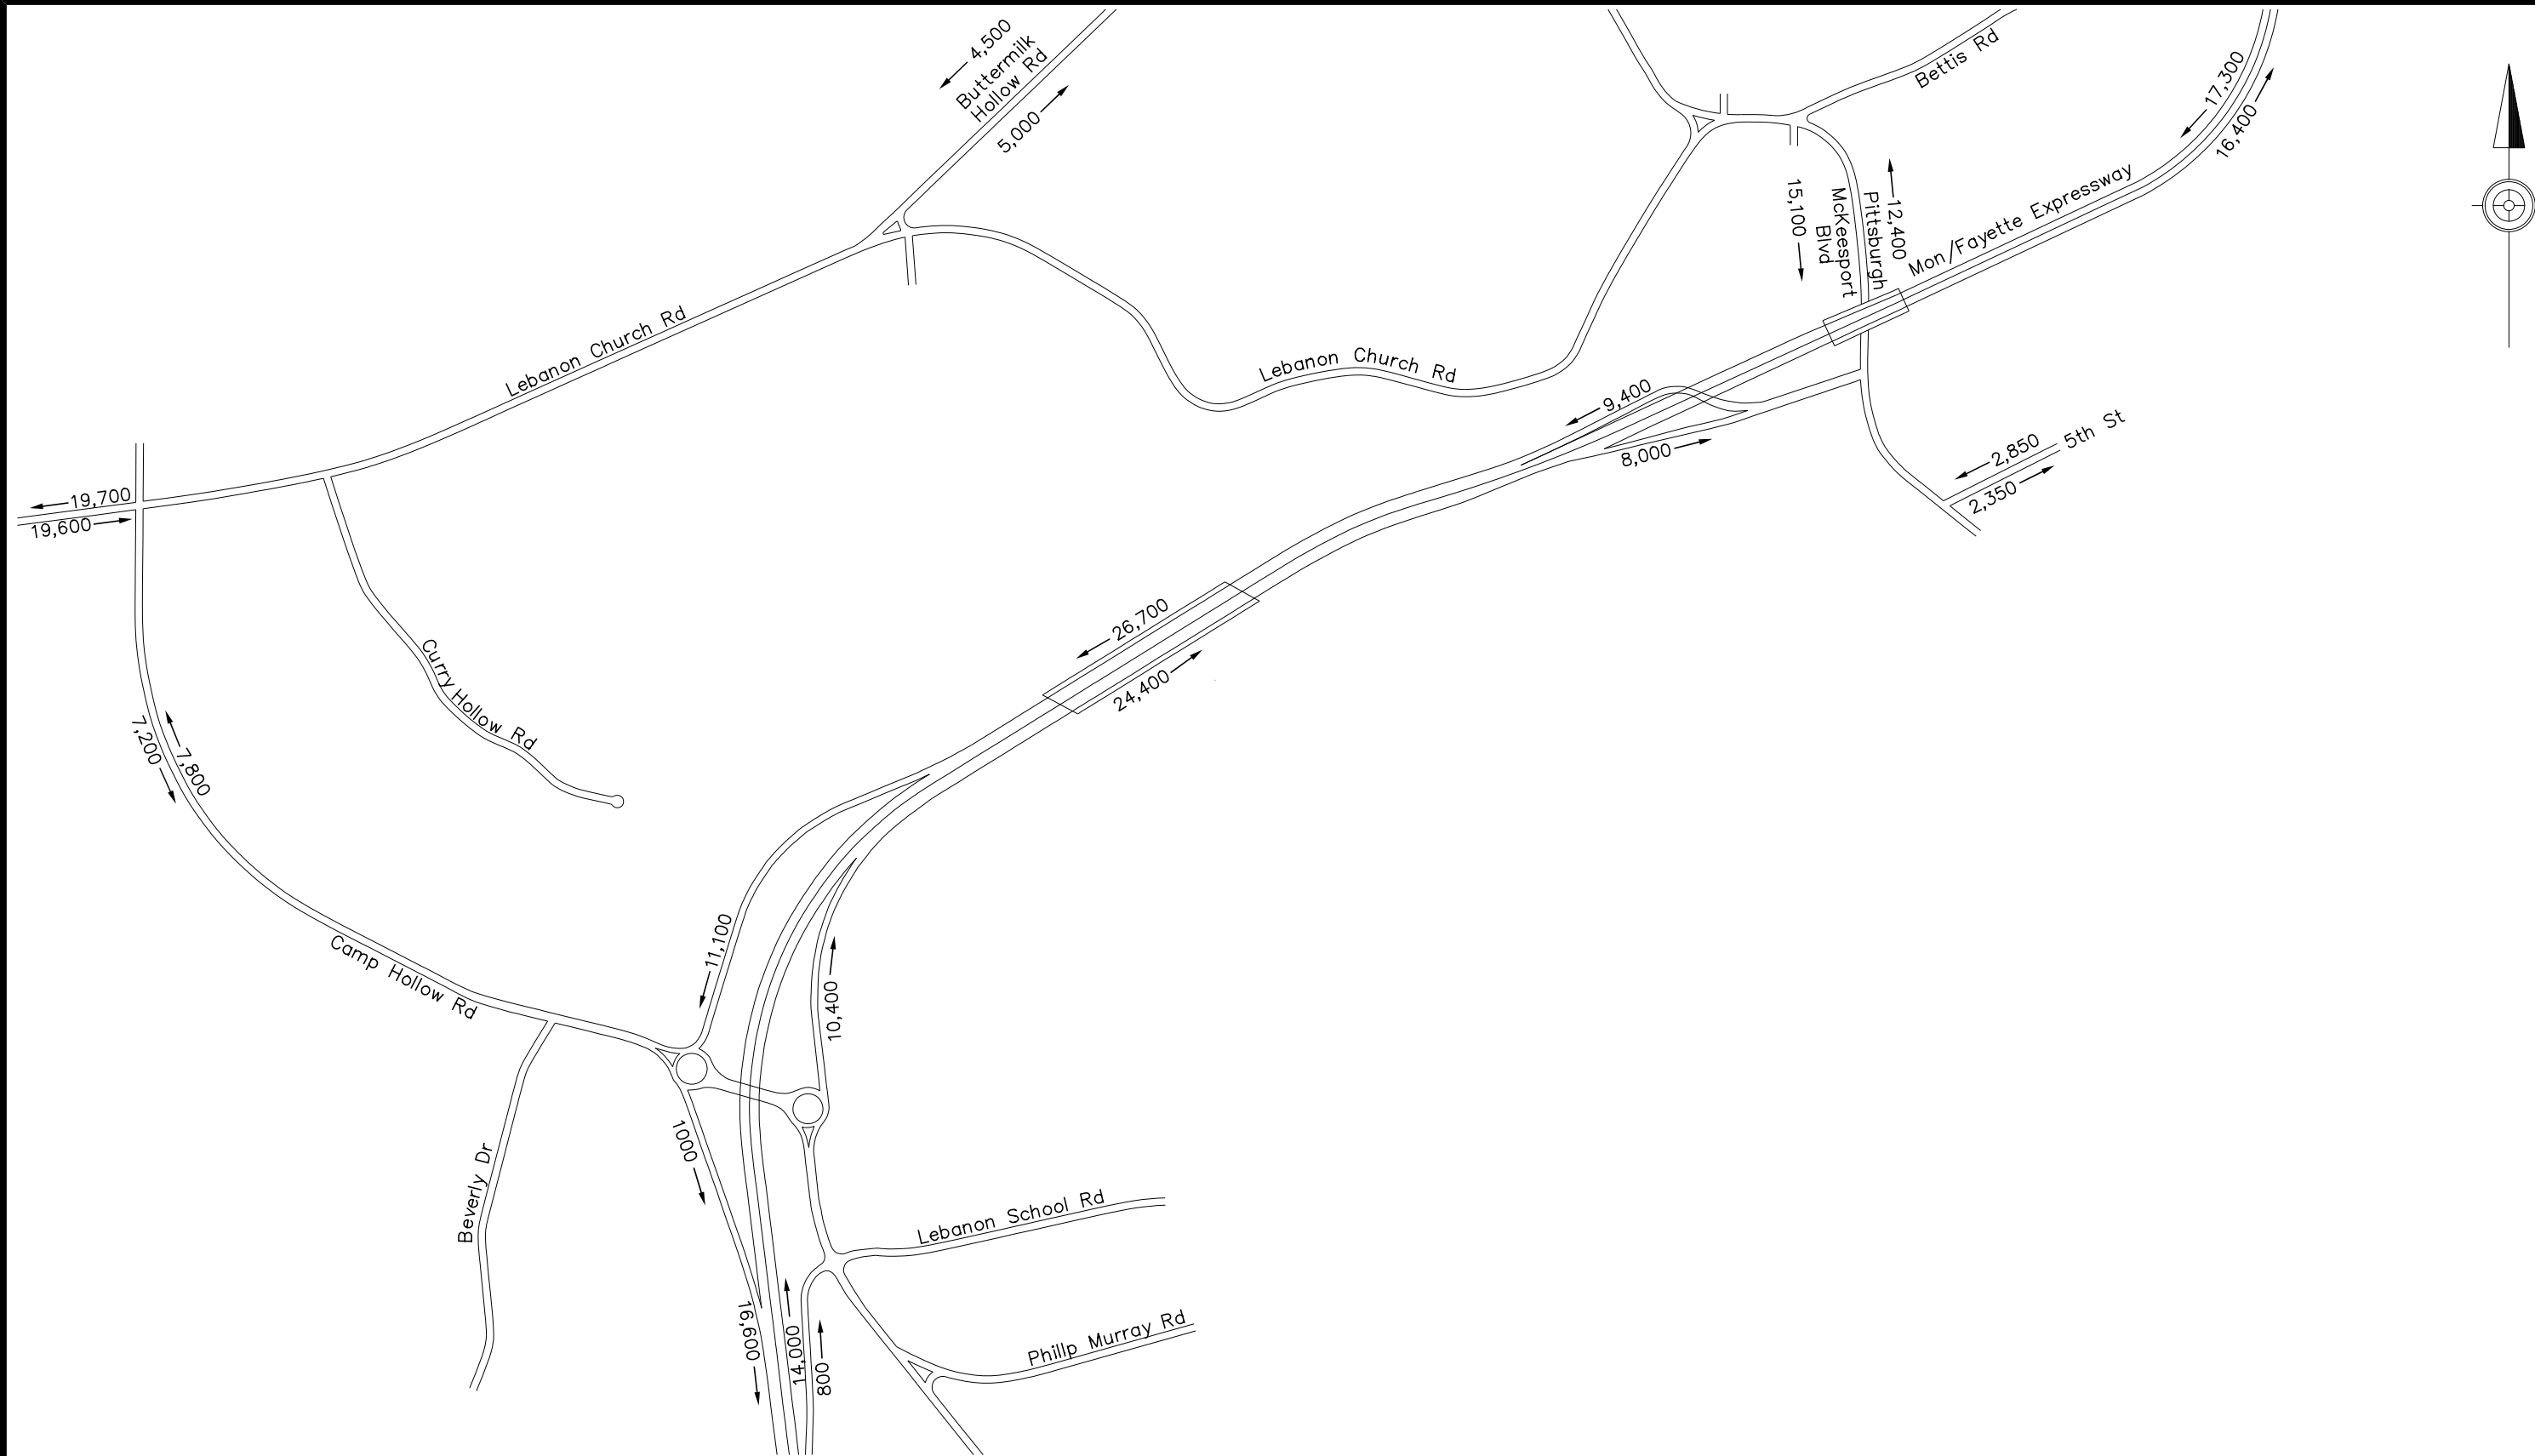 4,500
Buttermilk
Hollow Rd
5,000
Bettis Rd
17,300
16,400
15,100
McKeesport
Blvd
Pittsburgh
12,400
Mon/Fayette Expressway
Lebanon Church Rd
Lebanon Church Rd
9,400
8,000
2,850
5th St
2,350
19,700
19,600
26,700
24,400
Curry Hollow Rd
7,200
7,800
11,100
10,400
Camp Hollow Rd
1000
Beverly Dr
Lebanon School Rd
16,600
14,000
800
Phillp Murray Rd